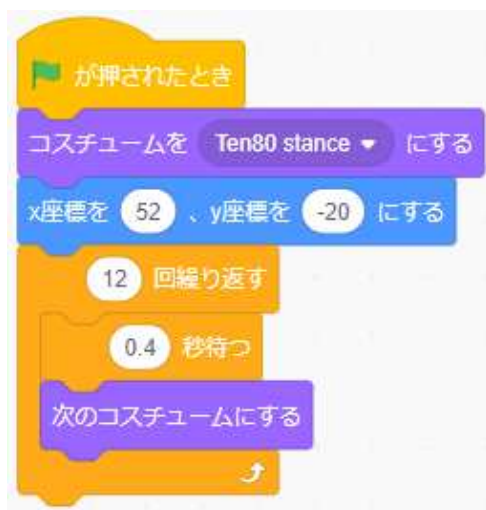 が押されたとき
コスチュームを Ten80 stance にする
x座標を 52 、y座標を -20 にする
12 回繰り返す
0.4 秒待つ
次のコスチュームにする